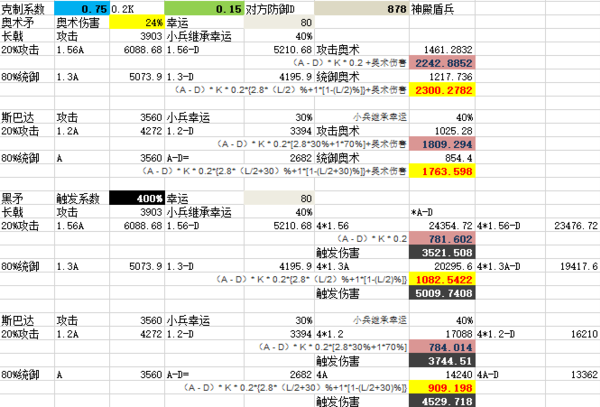 克制系数 0.75 0.2K 0.15 对方防御D 878 神殿盾兵
奥术矛 奥术伤害 24% 幸运 80
长戟 攻击 3903 小兵继承幸运 40%
20%攻击 1.56A 6088.68 1.56-D 5210.68 攻击奥术 1461.2832
(A - D) * K * 0.2 +奥术伤害 2242.8852
80%统御 1.3A 5073.9 1.3-D 4195.9 统御奥术 1217.736
(A - D) * K * 0.2*{2.8* (L/2) %+1*[1-(L/2)%]}+奥术伤害 2300.2782
斯巴达 攻击 3560 小兵幸运 30% 小兵继承幸运 40%
20%攻击 1.2A 4272 1.2-D 3394 攻击奥术 1025.28
(A - D) * K * 0.2*[2.8*30%+1*70%]+奥术伤害 1809.294
80%统御 A 3560 A-D= 2682 统御奥术 854.4
(A - D) * K * 0.2*{2.8* (L/2+30) %+1*[1-(L/2+30)%]}+奥术伤害 1763.598
黑矛 触发系数 400% 幸运 80
长戟 攻击 3903 小兵继承幸运 40% *A-D
20%攻击 1.56A 6088.68 1.56-D 5210.68 4*1.56 24354.72 4*1.56-D 23476.72
(A - D) * K * 0.2 781.602
触发伤害 3521.508
80%统御 1.3A 5073.9 1.3-D 4195.9 4*1.3A 20295.6 4*1.3A-D 19417.6
(A - D) * K * 0.2*{2.8* (L/2) %+1*[1-(L/2)%]} 1082.5422
触发伤害 5009.7408
斯巴达 攻击 3560 小兵幸运 30% 小兵继承幸运 40%
20%攻击 1.2A 4272 1.2-D 3394 4*1.2 17088 4*1.2-D 16210
(A - D) * K * 0.2*[2.8*30%+1*70%] 784.014
触发伤害 3744.51
80%统御 A 3560 A-D= 2682 4A 14240 4A-D 13362
(A - D) * K * 0.2*{2.8* (L/2+30) %+1*[1-(L/2+30)%]} 909.198
触发伤害 4529.718